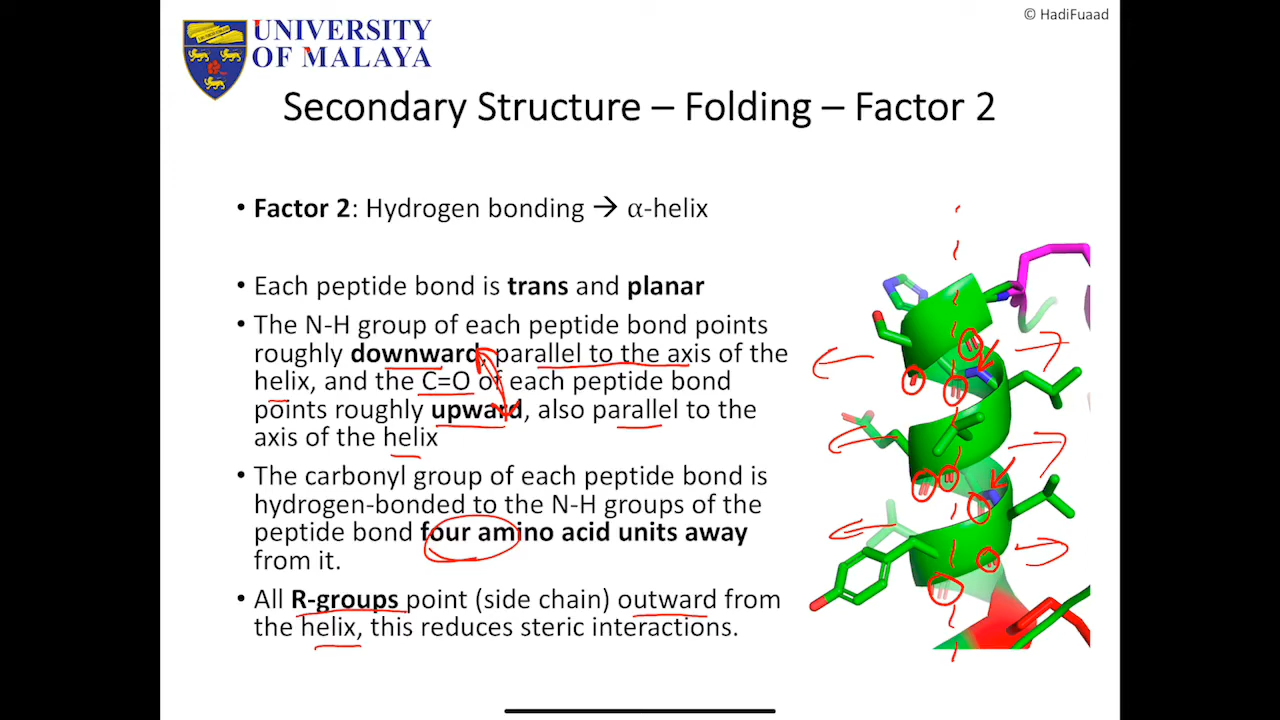 © HadiFuaad
UNIVERSITY
OF MALAYA
Secondary Structure – Folding – Factor 2
• Factor 2: Hydrogen bonding → α-helix
• Each peptide bond is trans and planar
• The N-H group of each peptide bond points
roughly downward, parallel to the axis of the
helix, and the C=O of each peptide bond
points roughly upward, also parallel to the
axis of the helix
• The carbonyl group of each peptide bond is
hydrogen-bonded to the N-H groups of the
peptide bond four amino acid units away
from it.
• All R-groups point (side chain) outward from
the helix, this reduces steric interactions.